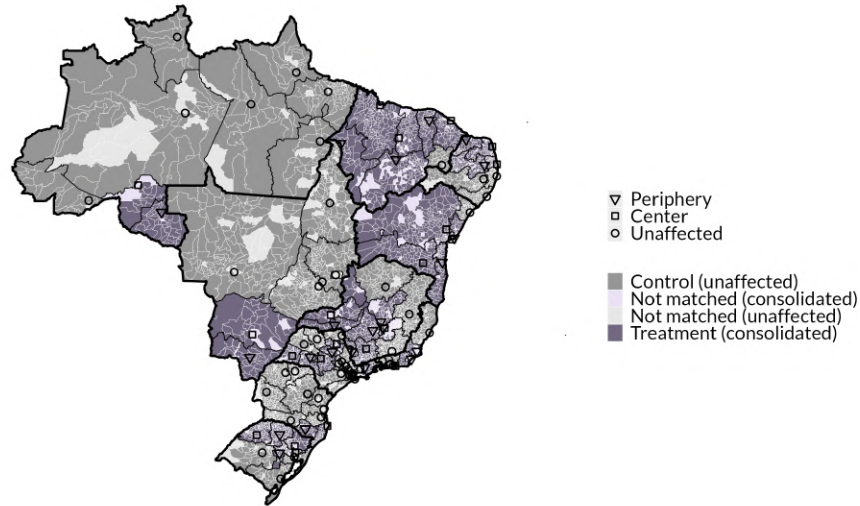 Periphery
Center
Unaffected
Control (unaffected)
Not matched (consolidated)
Not matched (unaffected)
Treatment (consolidated)